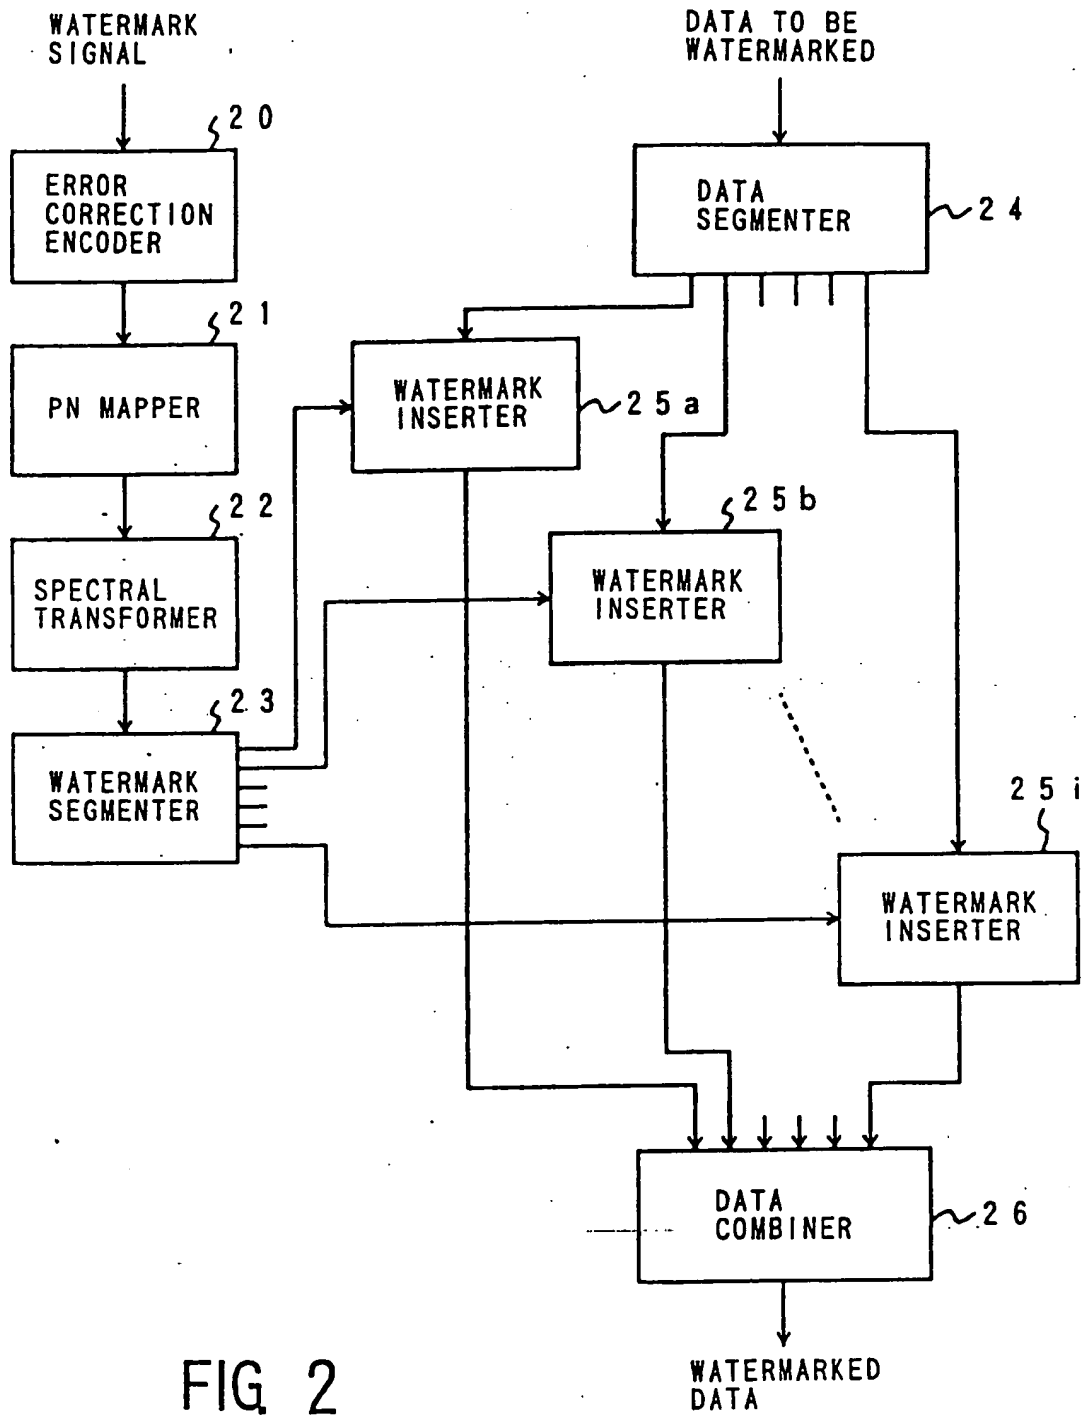 WATERMARK
SIGNAL
20
ERROR
CORRECTION
ENCODER
21
PN MAPPER
22
SPECTRAL
TRANSFORMER
23
WATERMARK
SEGMENTER
DATA TO BE
WATERMARKED
DATA
SEGMENTER
24
WATERMARK
INSERTER
25a
25b
WATERMARK
INSERTER
25i
WATERMARK
INSERTER
DATA
COMBINER
26
WATERMARKED
DATA
FIG. 2